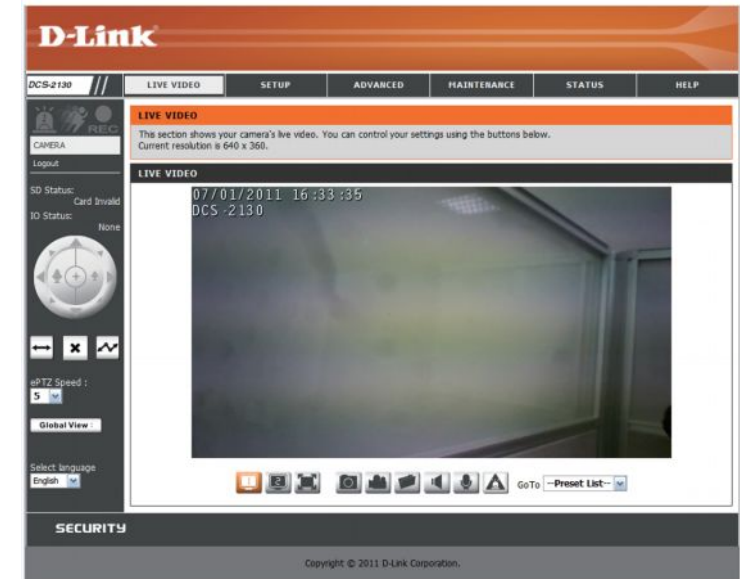 D-Link
DCS-2130
LIVE VIDEO
SETUP
ADVANCED
MAINTENANCE
STATUS
HELP
REC
CAMERA
Logout
SD Status:
Card Invalid
IO Status:
None
ePTZ Speed :
5
Global View :
Select language
English
LIVE VIDEO
This section shows your camera's live video. You can control your settings using the buttons below.
Current resolution is 640 x 360.
LIVE VIDEO
07/01/2011 16:33:35
DCS-2130
1
2
GoTo
--Preset List--
SECURITY
Copyright © 2011 D-Link Corporation.